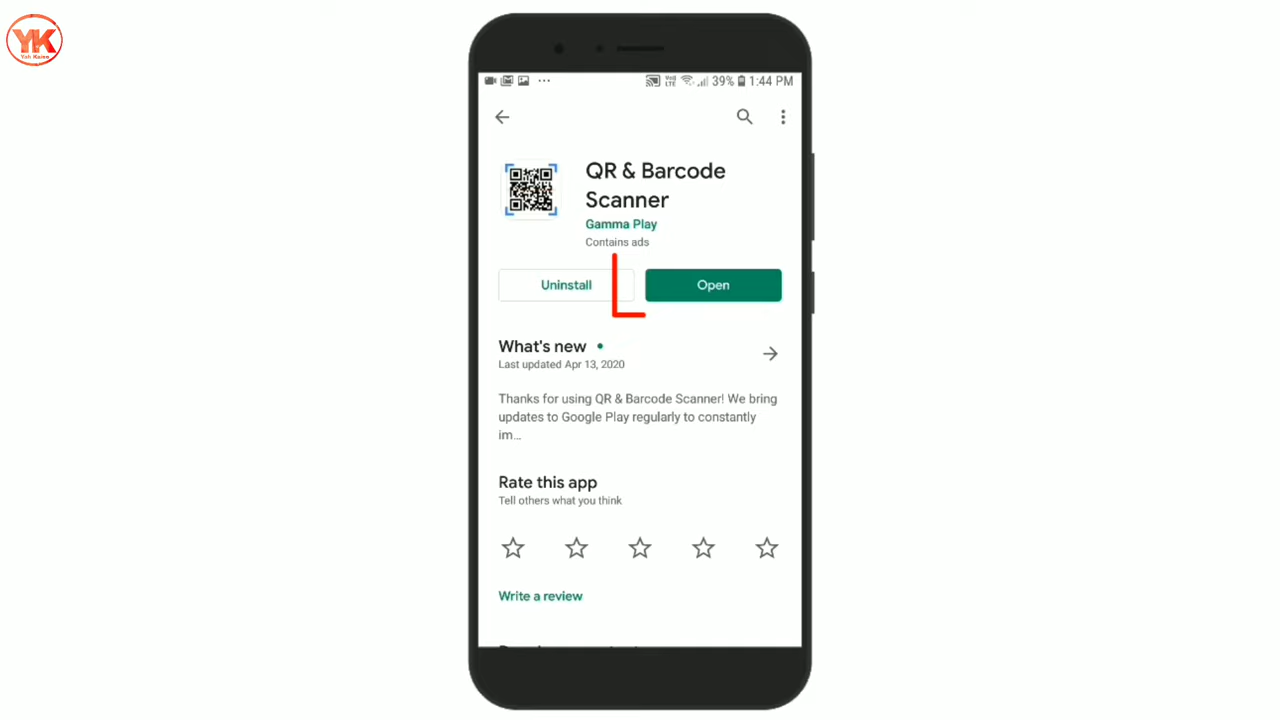 YK
Yak Kaise
... VoLTE 39% 1:44 PM
QR & Barcode
Scanner
Gamma Play
Contains ads
Uninstall
Open
What's new •
Last updated Apr 13, 2020
Thanks for using QR & Barcode Scanner! We bring
updates to Google Play regularly to constantly
im...
Rate this app
Tell others what you think
Write a review